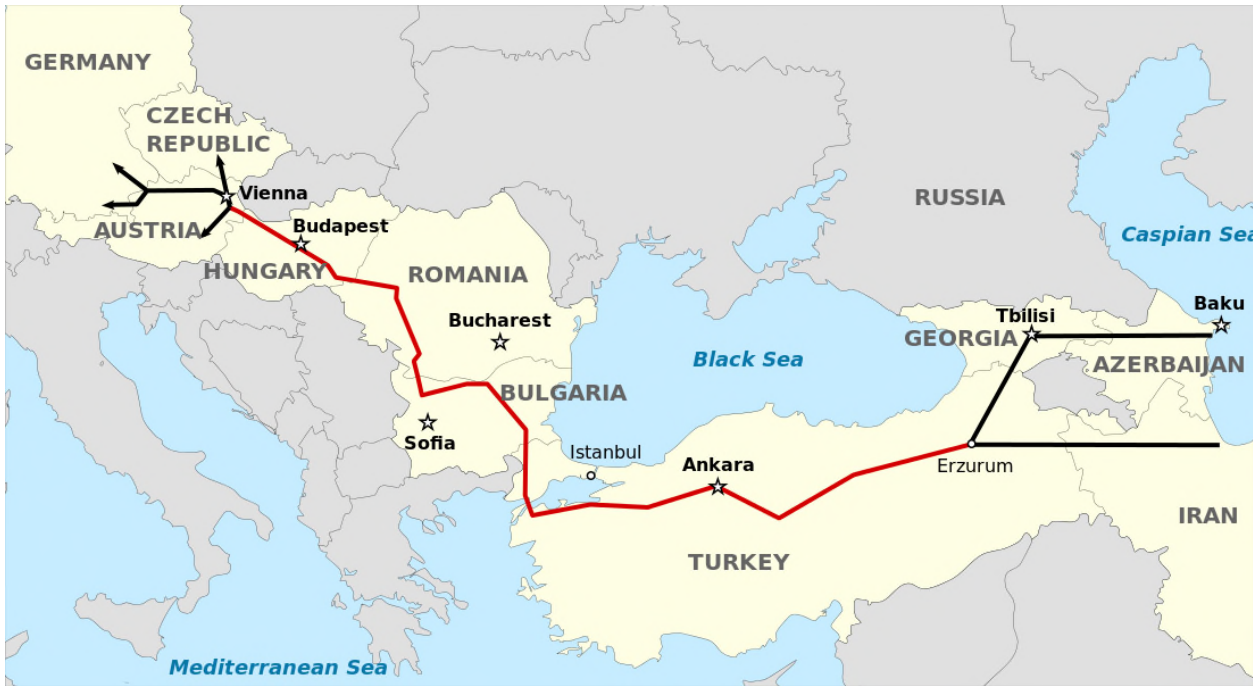 GERMANY
CZECH
REPUBLIC
Vienna
RUSSIA
AUSTRIA
Budapest
Caspian Sea
HUNGARY
ROMANIA
Baku
Tbilisi
Bucharest
GEORGIA
Black Sea
AZERBAIJAN
BULGARIA
Sofia
Istanbul
Ankara
Erzurum
IRAN
TURKEY
Mediterranean Sea